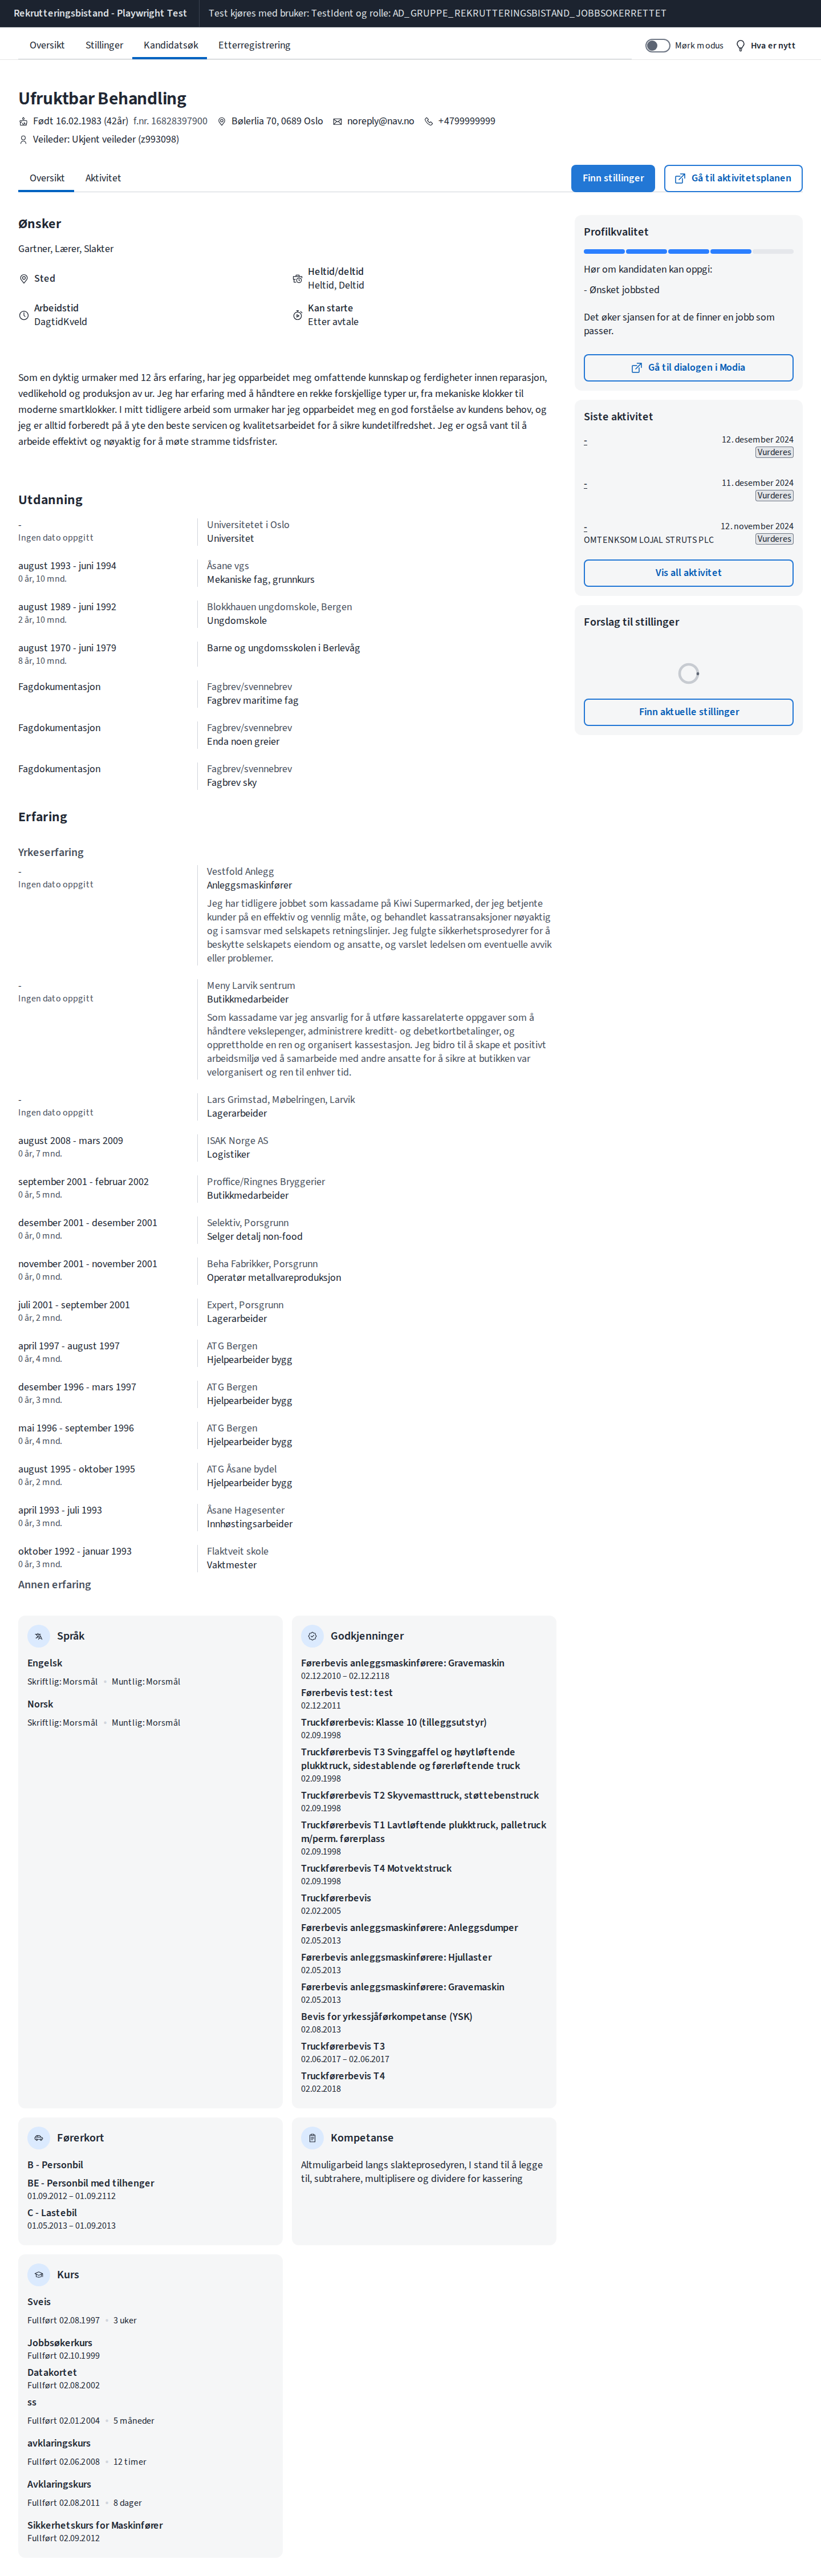 Rekrutteringsbistand - Playwright Test
Test kjøres med bruker: TestIdent og rolle: AD_GRUPPE_REKRUTTERINGSBISTAND_JOBBSOKERRETTET
Oversikt
Stillinger
Kandidatsøk
Etterregistrering
Mørk modus
Hva er nytt
Ufruktbar Behandling
Født 16.02.1983 (42år) f.nr. 16828397900
Bølerlia 70, 0689 Oslo
noreply@nav.no
+4799999999
Veileder: Ukjent veileder (z993098)
Oversikt
Aktivitet
Finn stillinger
Gå til aktivitetsplanen
Ønsker
Gartner, Lærer, Slakter
Sted
Heltid/deltid
Heltid, Deltid
Arbeidstid
DagtidKveld
Kan starte
Etter avtale
Som en dyktig urmaker med 12 års erfaring, har jeg opparbeidet meg omfattende kunnskap og ferdigheter innen reparasjon,
vedlikehold og produksjon av ur. Jeg har erfaring med å håndtere en rekke forskjellige typer ur, fra mekaniske klokker til
moderne smartklokker. I mitt tidligere arbeid som urmaker har jeg opparbeidet meg en god forståelse av kundens behov, og
jeg er alltid forberedt på å yte den beste servicen og kvalitetsarbeidet for å sikre kundetilfredshet. Jeg er også vant til å
arbeide effektivt og nøyaktig for å møte stramme tidsfrister.
Utdanning
-
Ingen dato oppgitt
Universitetet i Oslo
Universitet
august 1993 - juni 1994
0 år, 10 mnd.
Åsane vgs
Mekaniske fag, grunnkurs
august 1989 - juni 1992
2 år, 10 mnd.
Blokkhauen ungdomskole, Bergen
Ungdomskole
august 1970 - juni 1979
8 år, 10 mnd.
Barne og ungdomsskolen i Berlevåg
Fagdokumentasjon
Fagbrev/svennebrev
Fagbrev maritime fag
Fagdokumentasjon
Fagbrev/svennebrev
Enda noen greier
Fagdokumentasjon
Fagbrev/svennebrev
Fagbrev sky
Erfaring
Yrkeserfaring
-
Ingen dato oppgitt
Vestfold Anlegg
Anleggsmaskinfører
Jeg har tidligere jobbet som kassadame på Kiwi Supermarked, der jeg betjente
kunder på en effektiv og vennlig måte, og behandlet kassatransaksjoner nøyaktig
og i samsvar med selskapets retningslinjer. Jeg fulgte sikkerhetsprosedyrer for å
beskytte selskapets eiendom og ansatte, og varslet ledelsen om eventuelle avvik
eller problemer.
-
Ingen dato oppgitt
Meny Larvik sentrum
Butikkmedarbeider
Som kassadame var jeg ansvarlig for å utføre kassarelaterte oppgaver som å
håndtere vekslepenger, administrere kreditt- og debetkortbetalinger, og
opprettholde en ren og organisert kassestasjon. Jeg bidro til å skape et positivt
arbeidsmiljø ved å samarbeide med andre ansatte for å sikre at butikken var
velorganisert og ren til enhver tid.
-
Ingen dato oppgitt
Lars Grimstad, Møbelringen, Larvik
Lagerarbeider
august 2008 - mars 2009
0 år, 7 mnd.
ISAK Norge AS
Logistiker
september 2001 - februar 2002
0 år, 5 mnd.
Proffice/Ringnes Bryggerier
Butikkmedarbeider
desember 2001 - desember 2001
0 år, 0 mnd.
Selektiv, Porsgrunn
Selger detalj non-food
november 2001 - november 2001
0 år, 0 mnd.
Beha Fabrikker, Porsgrunn
Operatør metallvareproduksjon
juli 2001 - september 2001
0 år, 2 mnd.
Expert, Porsgrunn
Lagerarbeider
april 1997 - august 1997
0 år, 4 mnd.
ATG Bergen
Hjelpearbeider bygg
desember 1996 - mars 1997
0 år, 3 mnd.
ATG Bergen
Hjelpearbeider bygg
mai 1996 - september 1996
0 år, 4 mnd.
ATG Bergen
Hjelpearbeider bygg
august 1995 - oktober 1995
0 år, 2 mnd.
ATG Åsane bydel
Hjelpearbeider bygg
april 1993 - juli 1993
0 år, 3 mnd.
Åsane Hagesenter
Innhøstingsarbeider
oktober 1992 - januar 1993
0 år, 3 mnd.
Flaktveit skole
Vaktmester
Annen erfaring
Språk
Engelsk
Skriftlig: Morsmål
Muntlig: Morsmål
Norsk
Skriftlig: Morsmål
Muntlig: Morsmål
Godkjenninger
Førerbevis anleggsmaskinførere: Gravemaskin
02.12.2010 – 02.12.2118
Førerbevis test: test
02.12.2011
Truckførerbevis: Klasse 10 (tilleggsutstyr)
02.09.1998
Truckførerbevis T3 Svinggaffel og høytløftende
plukktruck, sidestablende og førerløftende truck
02.09.1998
Truckførerbevis T2 Skyvemasttruck, støttebenstruck
02.09.1998
Truckførerbevis T1 Lavtløftende plukktruck, palletruck
m/perm. førerplass
02.09.1998
Truckførerbevis T4 Motvektstruck
02.09.1998
Truckførerbevis
02.02.2005
Førerbevis anleggsmaskinførere: Anleggsdumper
02.05.2013
Førerbevis anleggsmaskinførere: Hjullaster
02.05.2013
Førerbevis anleggsmaskinførere: Gravemaskin
02.05.2013
Bevis for yrkessjåførkompetanse (YSK)
02.08.2013
Truckførerbevis T3
02.06.2017 – 02.06.2017
Truckførerbevis T4
02.02.2018
Førerkort
B - Personbil
BE - Personbil med tilhenger
01.09.2012 – 01.09.2112
C - Lastebil
01.05.2013 – 01.09.2013
Kompetanse
Altmuligarbeid langs slakteprosedyren, I stand til å legge
til, subtrahere, multiplisere og dividere for kassering
Kurs
Sveis
Fullført 02.08.1997
3 uker
Jobbsøkerkurs
Fullført 02.10.1999
Datakortet
Fullført 02.08.2002
ss
Fullført 02.01.2004
5 måneder
avklaringskurs
Fullført 02.06.2008
12 timer
Avklaringskurs
Fullført 02.08.2011
8 dager
Sikkerhetskurs for Maskinfører
Fullført 02.09.2012
Profilkvalitet
Hør om kandidaten kan oppgi:
- Ønsket jobbsted
Det øker sjansen for at de finner en jobb som
passer.
Gå til dialogen i Modia
Siste aktivitet
-
12. desember 2024
Vurderes
-
11. desember 2024
Vurderes
-
12. november 2024
OMTENKSOM LOJAL STRUTS PLC
Vurderes
Vis all aktivitet
Forslag til stillinger
Finn aktuelle stillinger